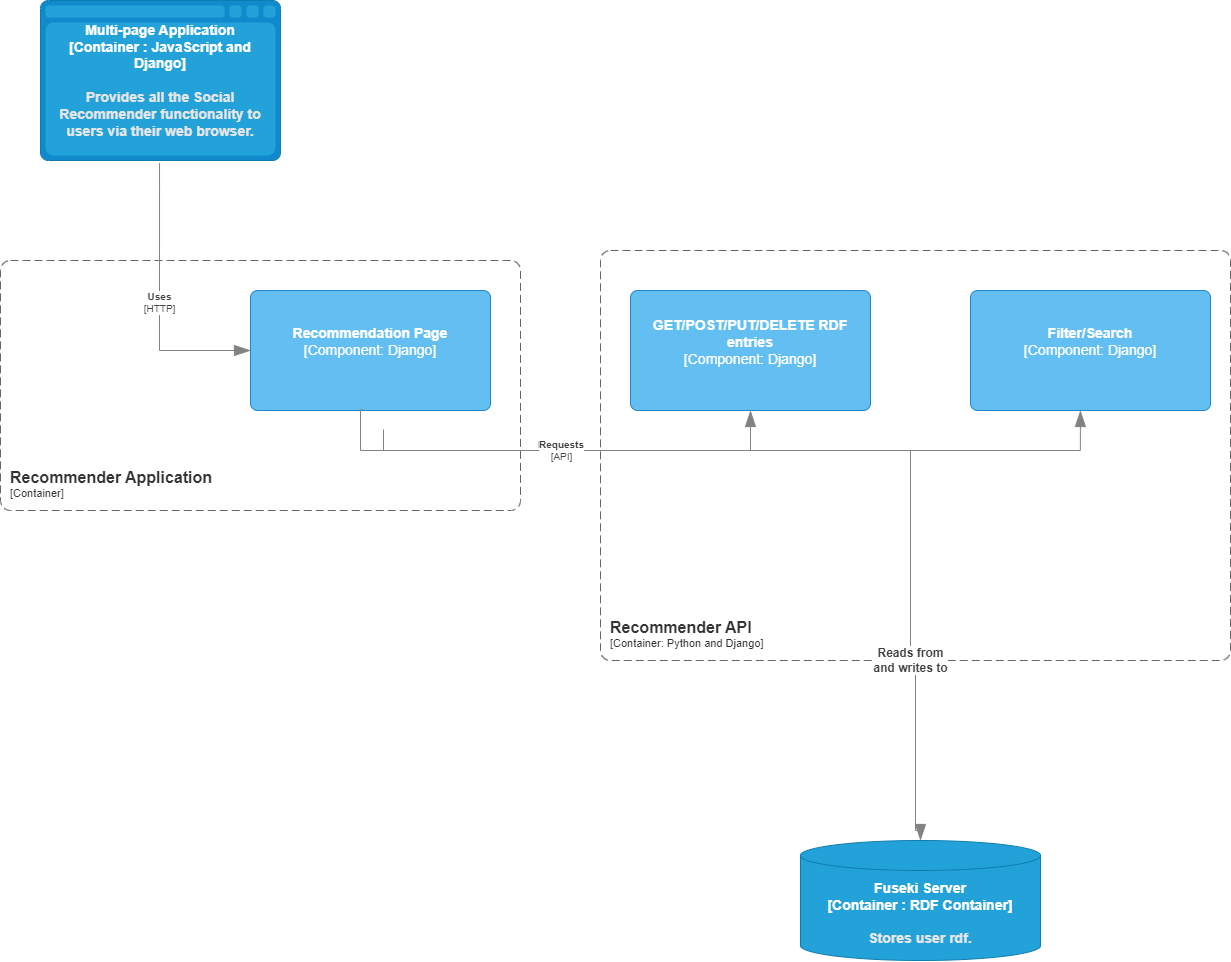 Multi-page Application
[Container : JavaScript and
Django]
Provides all the Social
Recommender functionality to
users via their web browser.
Uses
[HTTP]
Recommendation Page
[Component: Django]
GET/POST/PUT/DELETE RDF
entries
[Component: Django]
Filter/Search
[Component: Django]
Requests
[API]
Recommender Application
[Container]
Recommender API
[Container: Python and Django]
Reads from
and writes to
Fuseki Server
[Container : RDF Container]
Stores user rdf.